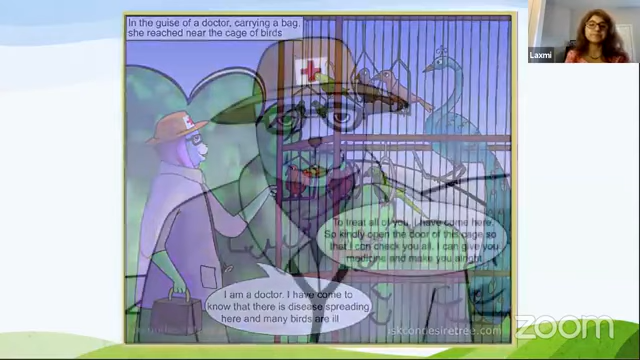 In the guise of a doctor, carrying a bag,
she reached near the cage of birds
Laxmi
To treat all of you, I have come here.
So kindly open the door of this cage so
that I can check you all. I can give you
medicine and make you alright
I am a doctor. I have come to
know that there is disease spreading
here and many birds are ill
iskcondesiretree.com
zoom